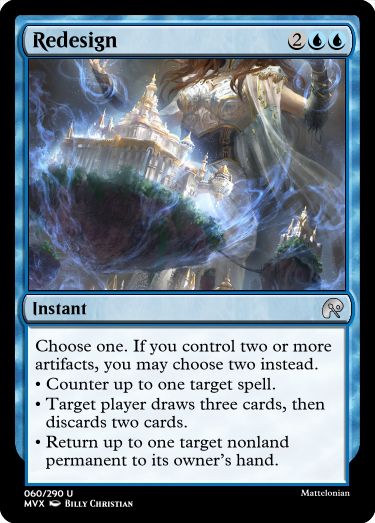 Redesign 2
Instant
Choose one. If you control two or more
artifacts, you may choose two instead.
• Counter up to one target spell.
• Target player draws three cards, then
discards two cards.
• Return up to one target nonland
permanent to its owner's hand.
060/290 U Mattelonian
MVX Billy Christian